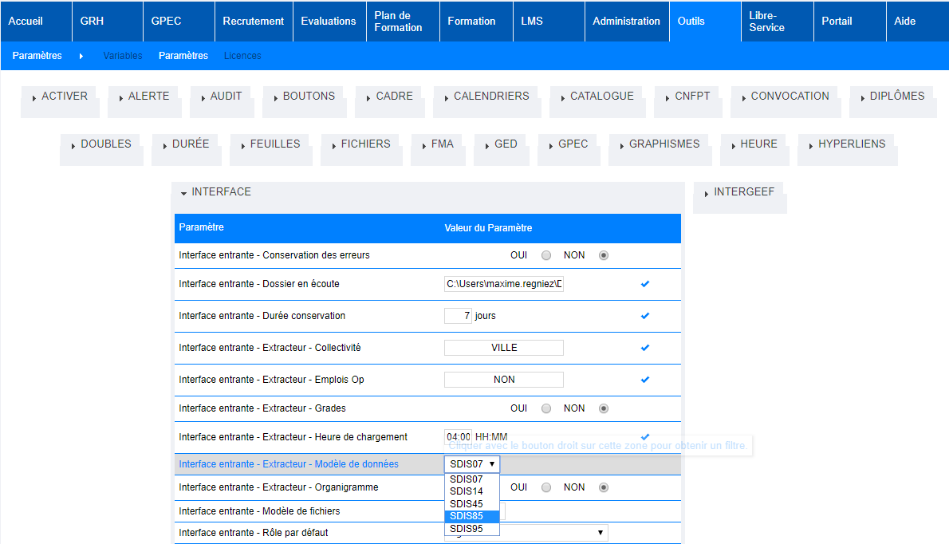 Accueil GRH GPEC Recrutement Evaluations Plan de Formation Formation LMS Administration Outils Libre-Service Portail Aide
Paramètres Variables Paramètres Licences
ACTIVER ALERTE AUDIT BOUTONS CADRE CALENDRIERS CATALOGUE CNFPT CONVOCATION DIPLÔMES
DOUBLES DURÉE FEUILLES FICHIERS FMA GED GPEC GRAPHISMES HEURE HYPERLIENS
INTERFACE INTERGEEF
Paramètre Valeur du Paramètre
Interface entrante - Conservation des erreurs OUI NON
Interface entrante - Dossier en écoute C:\Users\maxime.regniez\D
Interface entrante - Durée conservation 7 jours
Interface entrante - Extracteur - Collectivité VILLE
Interface entrante - Extracteur - Emplois Op NON
Interface entrante - Extracteur - Grades OUI NON
Interface entrante - Extracteur - Heure de chargement 04:00 HH:MM
Cliquer avec le bouton droit sur cette zone pour obtenir un filtre.
Interface entrante - Extracteur - Modèle de données SDIS07
SDIS07
Interface entrante - Extracteur - Organigramme SDIS14 OUI NON
SDIS45
Interface entrante - Modèle de fichiers SDIS85
Interface entrante - Rôle par défaut SDIS95